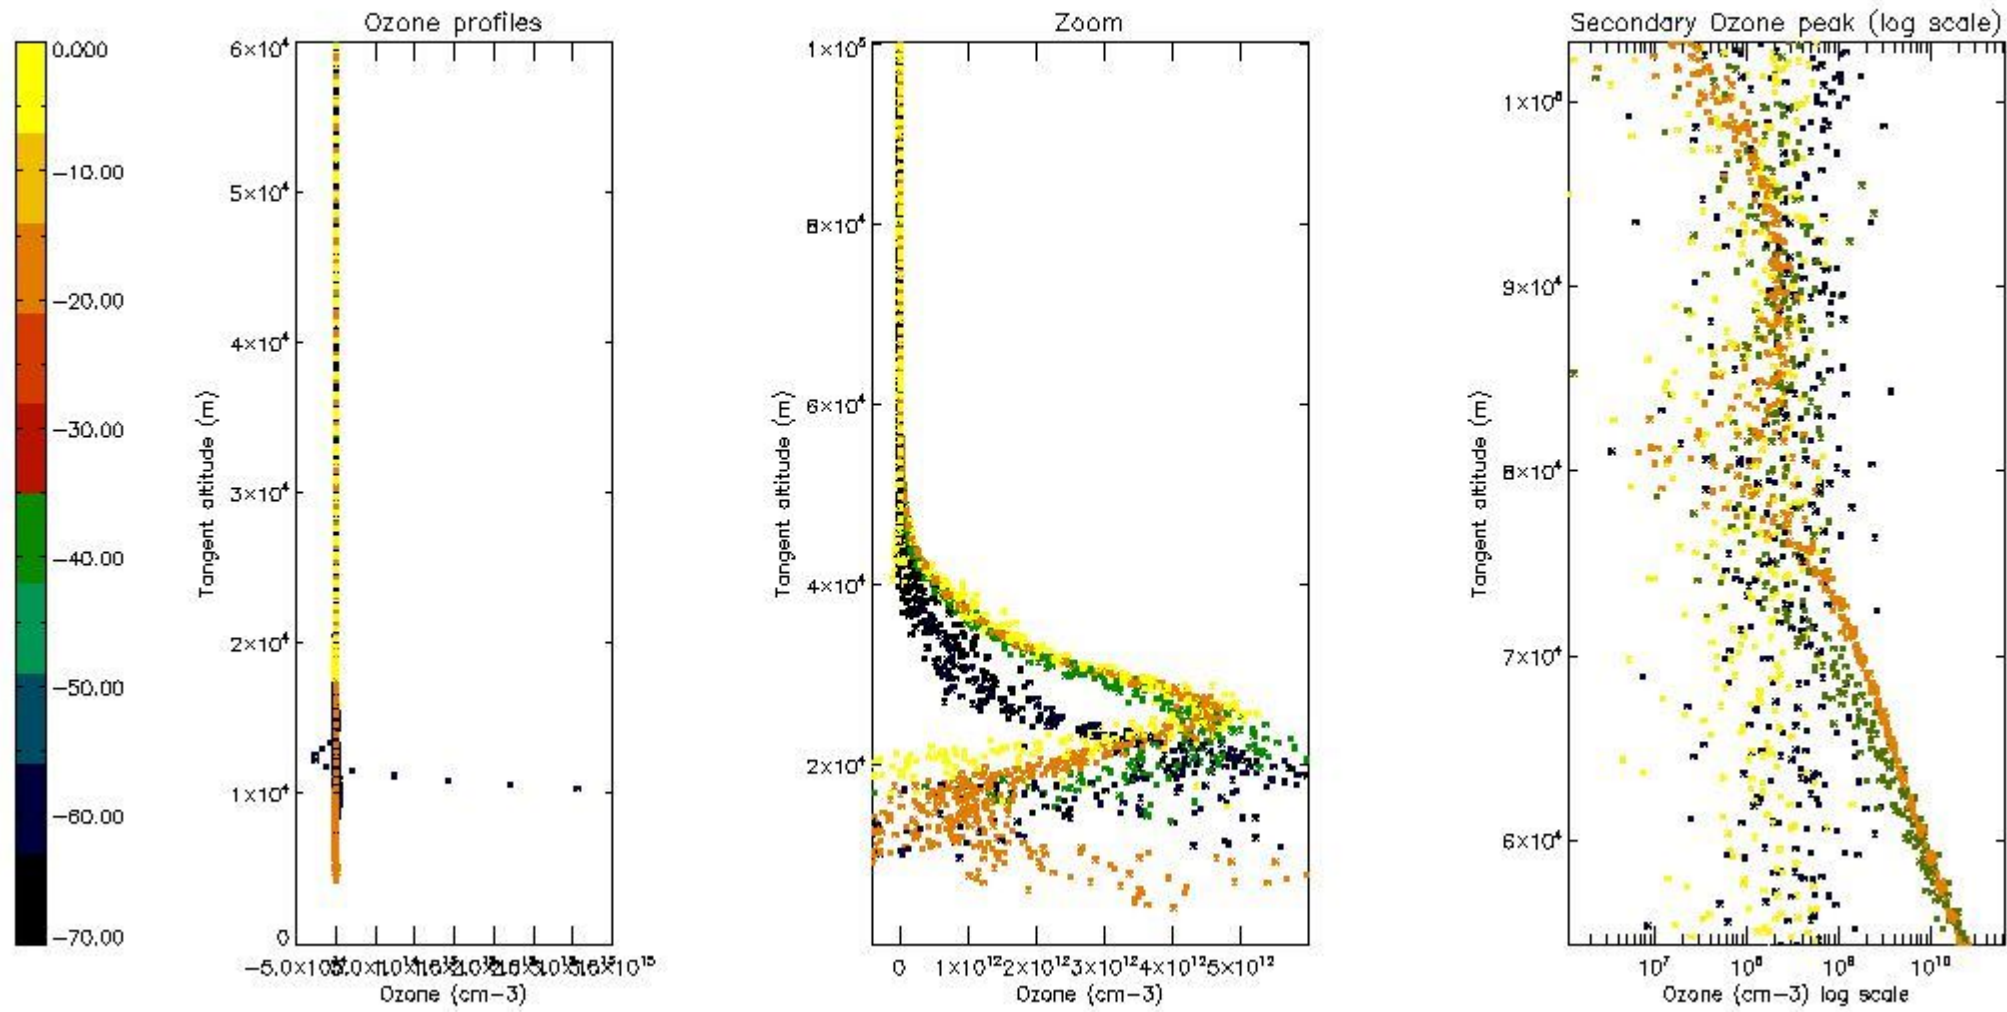 Ozone profiles
Zoom
Secondary Ozone peak (log scale)
0.000
−10.00
−20.00
−30.00
−40.00
−50.00
−60.00
−70.00
6×10⁴
5×10⁴
4×10⁴
3×10⁴
2×10⁴
1×10⁴
0
Tangent altitude (m)
Ozone (cm−3)
1×10⁵
8×10⁴
6×10⁴
4×10⁴
2×10⁴
Tangent altitude (m)
0 1×10¹² 2×10¹² 3×10¹² 4×10¹² 5×10¹²
Ozone (cm−3)
9×10⁴
8×10⁴
7×10⁴
6×10⁴
Tangent altitude (m)
10⁷ 10⁸ 10⁹ 10¹⁰
Ozone (cm−3) log scale